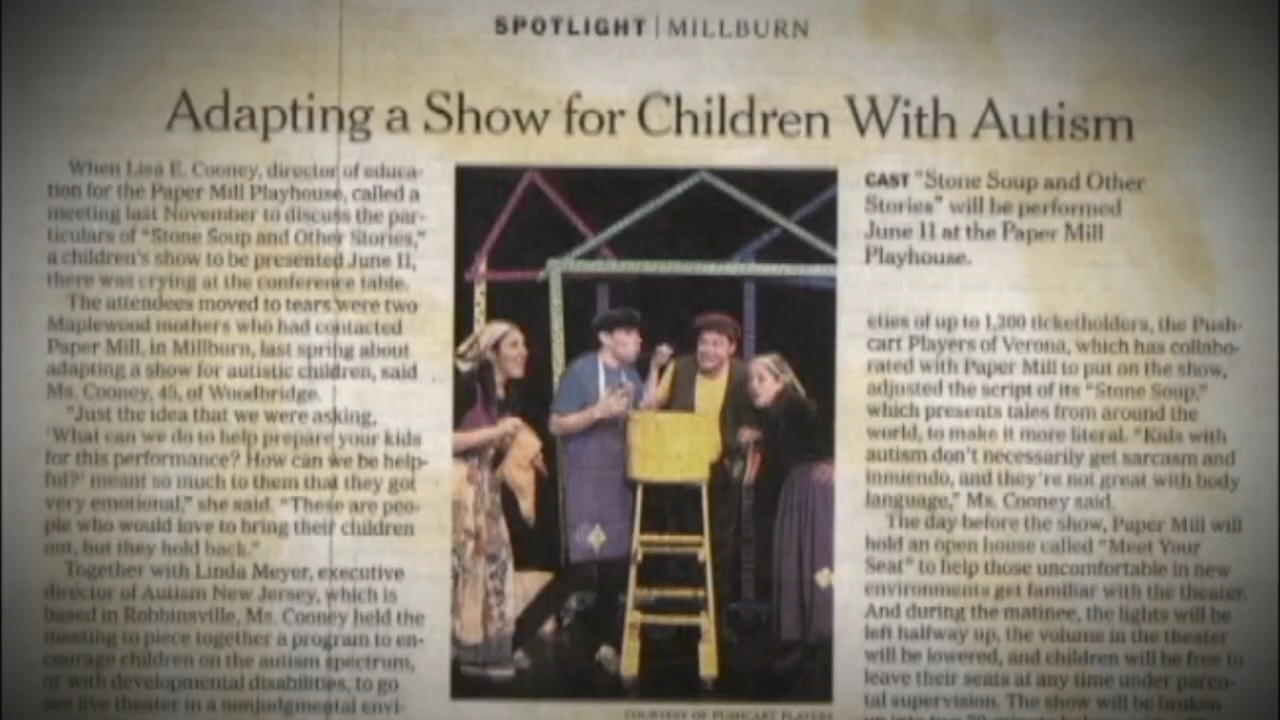 SPOTLIGHT | MILLBURN
Adapting a Show for Children With Autism
When Lisa E. Cooney, director of educa-
tion for the Paper Mill Playhouse, called a
meeting last November to discuss the par-
ticulars of "Stone Soup and Other Stories,"
a children's show to be presented June 11,
there was crying at the conference table.
The attendees moved to tears were two
Maplewood mothers who had contacted
Paper Mill, in Millburn, last spring about
adapting a show for autistic children, said
Ms. Cooney, 45, of Woodbridge.
"Just the idea that we were asking,
'What can we do to help prepare your kids
for this performance? How can we be help-
ful?' meant so much to them that they got
very emotional," she said. "These are peo-
ple who would love to bring their children
out, but they hold back."
Together with Linda Meyer, executive
director of Autism New Jersey, which is
based in Robbinsville, Ms. Cooney held the
meeting to piece together a program to en-
courage children on the autism spectrum,
or with developmental disabilities, to go
see live theater in a nonjudgmental envi-
COURTESY OF PUSHCART PLAYERS
CAST "Stone Soup and Other
Stories" will be performed
June 11 at the Paper Mill
Playhouse.
eties of up to 1,200 ticketholders, the Push-
cart Players of Verona, which has collabo-
rated with Paper Mill to put on the show,
adjusted the script of its "Stone Soup,"
which presents tales from around the
world, to make it more literal. "Kids with
autism don't necessarily get sarcasm and
innuendo, and they're not great with body
language," Ms. Cooney said.
The day before the show, Paper Mill will
hold an open house called "Meet Your
Seat" to help those uncomfortable in new
environments get familiar with the theater.
And during the matinee, the lights will be
left halfway up, the volume in the theater
will be lowered, and children will be free to
leave their seats at any time under paren-
tal supervision. The show will be broken